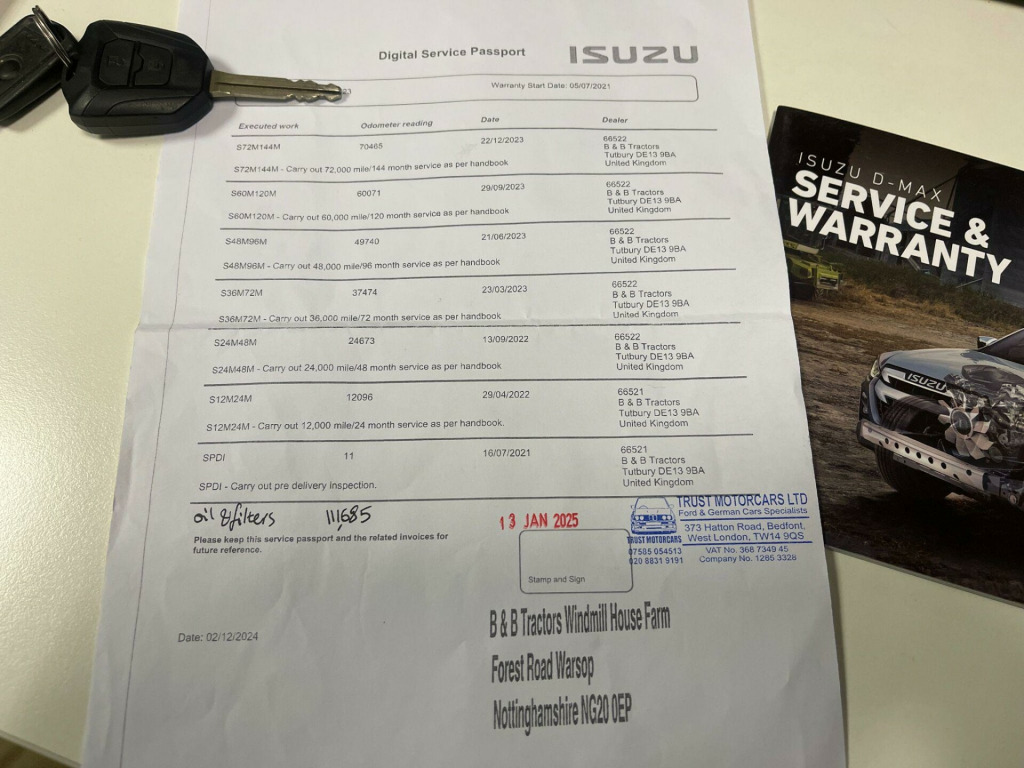 Digital Service Passport
ISUZU
23
Warranty Start Date: 05/07/2021
Executed work Odometer reading Date Dealer
S72M144M 70465 22/12/2023 66522
B & B Tractors
Tutbury DE13 9BA
United Kingdom
S72M144M - Carry out 72,000 mile/144 month service as per handbook
S60M120M 60071 29/09/2023 66522
B & B Tractors
Tutbury DE13 9BA
United Kingdom
S60M120M - Carry out 60,000 mile/120 month service as per handbook
S48M96M 49740 21/06/2023 66522
B & B Tractors
Tutbury DE13 9BA
United Kingdom
S48M96M - Carry out 48,000 mile/96 month service as per handbook
S36M72M 37474 23/03/2023 66522
B & B Tractors
Tutbury DE13 9BA
United Kingdom
S36M72M - Carry out 36,000 mile/72 month service as per handbook
S24M48M 24673 13/09/2022 66522
B & B Tractors
Tutbury DE13 9BA
United Kingdom
S24M48M - Carry out 24,000 mile/48 month service as per handbook
S12M24M 12096 29/04/2022 66521
B & B Tractors
Tutbury DE13 9BA
United Kingdom
S12M24M - Carry out 12,000 mile/24 month service as per handbook.
SPDI 11 16/07/2021 66521
B & B Tractors
Tutbury DE13 9BA
United Kingdom
SPDI - Carry out pre delivery inspection.
oil & filters 111,685 13 JAN 2025
TRUST MOTORCARS LTD
Ford & German Cars Specialists
373 Hatton Road, Bedfont,
West London, TW14 9QS
VAT No. 368 7349 45
Company No. 1285 3328
TRUST MOTORCARS
07585 054513
020 8831 9191
Please keep this service passport and the related invoices for
future reference.
Stamp and Sign
Date: 02/12/2024
B & B Tractors Windmill House Farm
Forest Road Warsop
Nottinghamshire NG20 0EP
ISUZU D-MAX
SERVICE &
WARRANTY
ISUZU